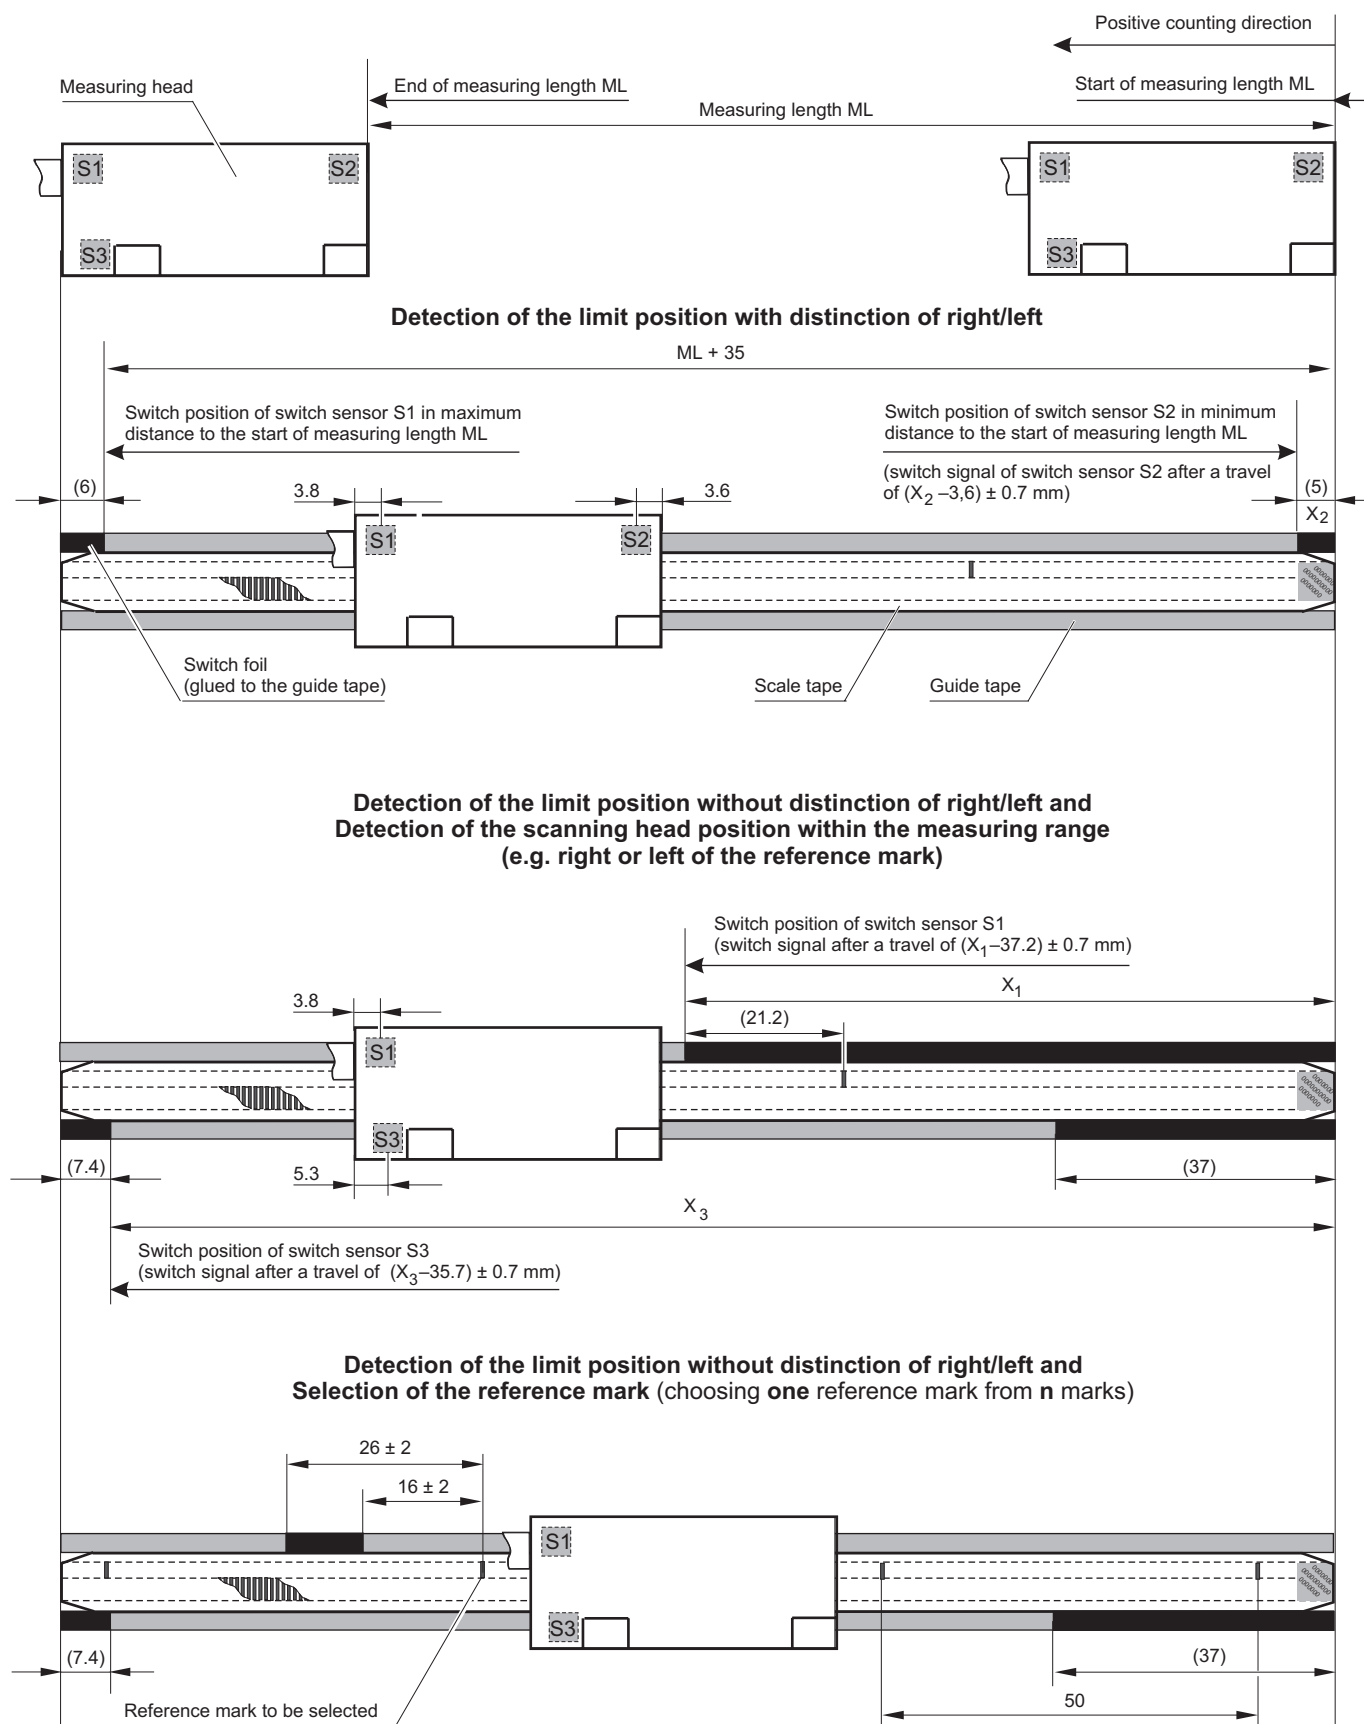 Positive counting direction
Measuring head
End of measuring length ML
Start of measuring length ML
Measuring length ML
S1
S2
S1
S2
S3
S3
Detection of the limit position with distinction of right/left
ML + 35
Switch position of switch sensor S1 in maximum
distance to the start of measuring length ML
Switch position of switch sensor S2 in minimum
distance to the start of measuring length ML
(switch signal of switch sensor S2 after a travel
of (X2 –3,6) ± 0.7 mm)
(6)
3.8
3.6
(5)
X2
S1
S2
Switch foil
(glued to the guide tape)
Scale tape
Guide tape
Detection of the limit position without distinction of right/left and
Detection of the scanning head position within the measuring range
(e.g. right or left of the reference mark)
Switch position of switch sensor S1
(switch signal after a travel of (X1–37.2) ± 0.7 mm)
X1
3.8
(21.2)
S1
S3
(7.4)
5.3
(37)
X3
Switch position of switch sensor S3
(switch signal after a travel of (X3–35.7) ± 0.7 mm)
Detection of the limit position without distinction of right/left and
Selection of the reference mark (choosing one reference mark from n marks)
26 ± 2
16 ± 2
S1
S3
(7.4)
(37)
50
Reference mark to be selected